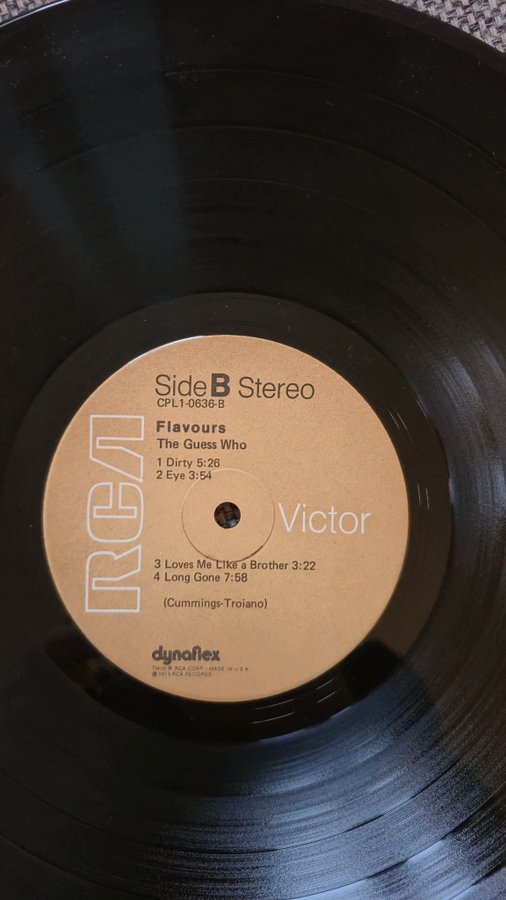 Side B Stereo
CPL1-0636-B
Flavours
The Guess Who
1 Dirty 5:26
2 Eye 3:54
RCA
Victor
3 Loves Me Like a Brother 3:22
4 Long Gone 7:58
(Cummings-Troiano)
dynaflex
TM(s) ® RCA CORP—MADE IN U.S.A.
℗ 1975 RCA RECORDS